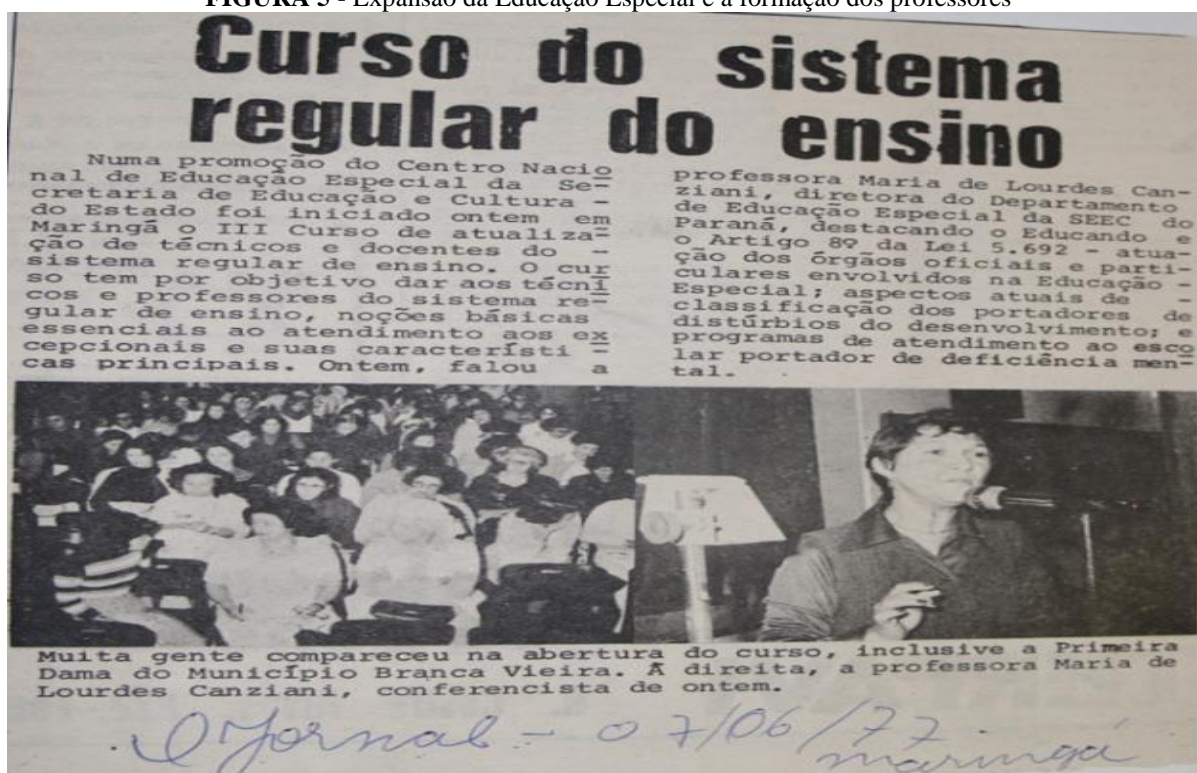 FIGURA 5 - Expansão da Educação Especial e a formação dos professores
Curso do sistema
regular do ensino
Numa promoção do Centro Nacio
nal de Educação Especial da Se-
cretaria de Educação e Cultura -
do Estado foi iniciado ontem em
Maringá o III Curso de atualiza-
ção de técnicos e docentes do -
sistema regular de ensino. O cur
so tem por objetivo dar aos técni
cos e professores do sistema re-
gular de ensino, noções básicas
essenciais ao atendimento aos ex
cepcionais e suas característi -
cas principais. Ontem, falou a
professora Maria de Lourdes Can-
ziani, diretora do Departamento
de Educação Especial da SEEC do
Paraná, destacando o Educando e
o Artigo 8º da Lei 5.692 - atua-
ção dos órgãos oficiais e parti-
culares envolvidos na Educação -
Especial; aspectos atuais de -
classificação dos portadores de
distúrbios do desenvolvimento; e
programas de atendimento ao esco
lar portador de deficiência men-
tal.
Muita gente compareceu na abertura do curso, inclusive a Primeira
Dama do Município Branca Vieira. À direita, a professora Maria de
Lourdes Canziani, conferencista de ontem.
O Jornal - 07/06/77
maringá